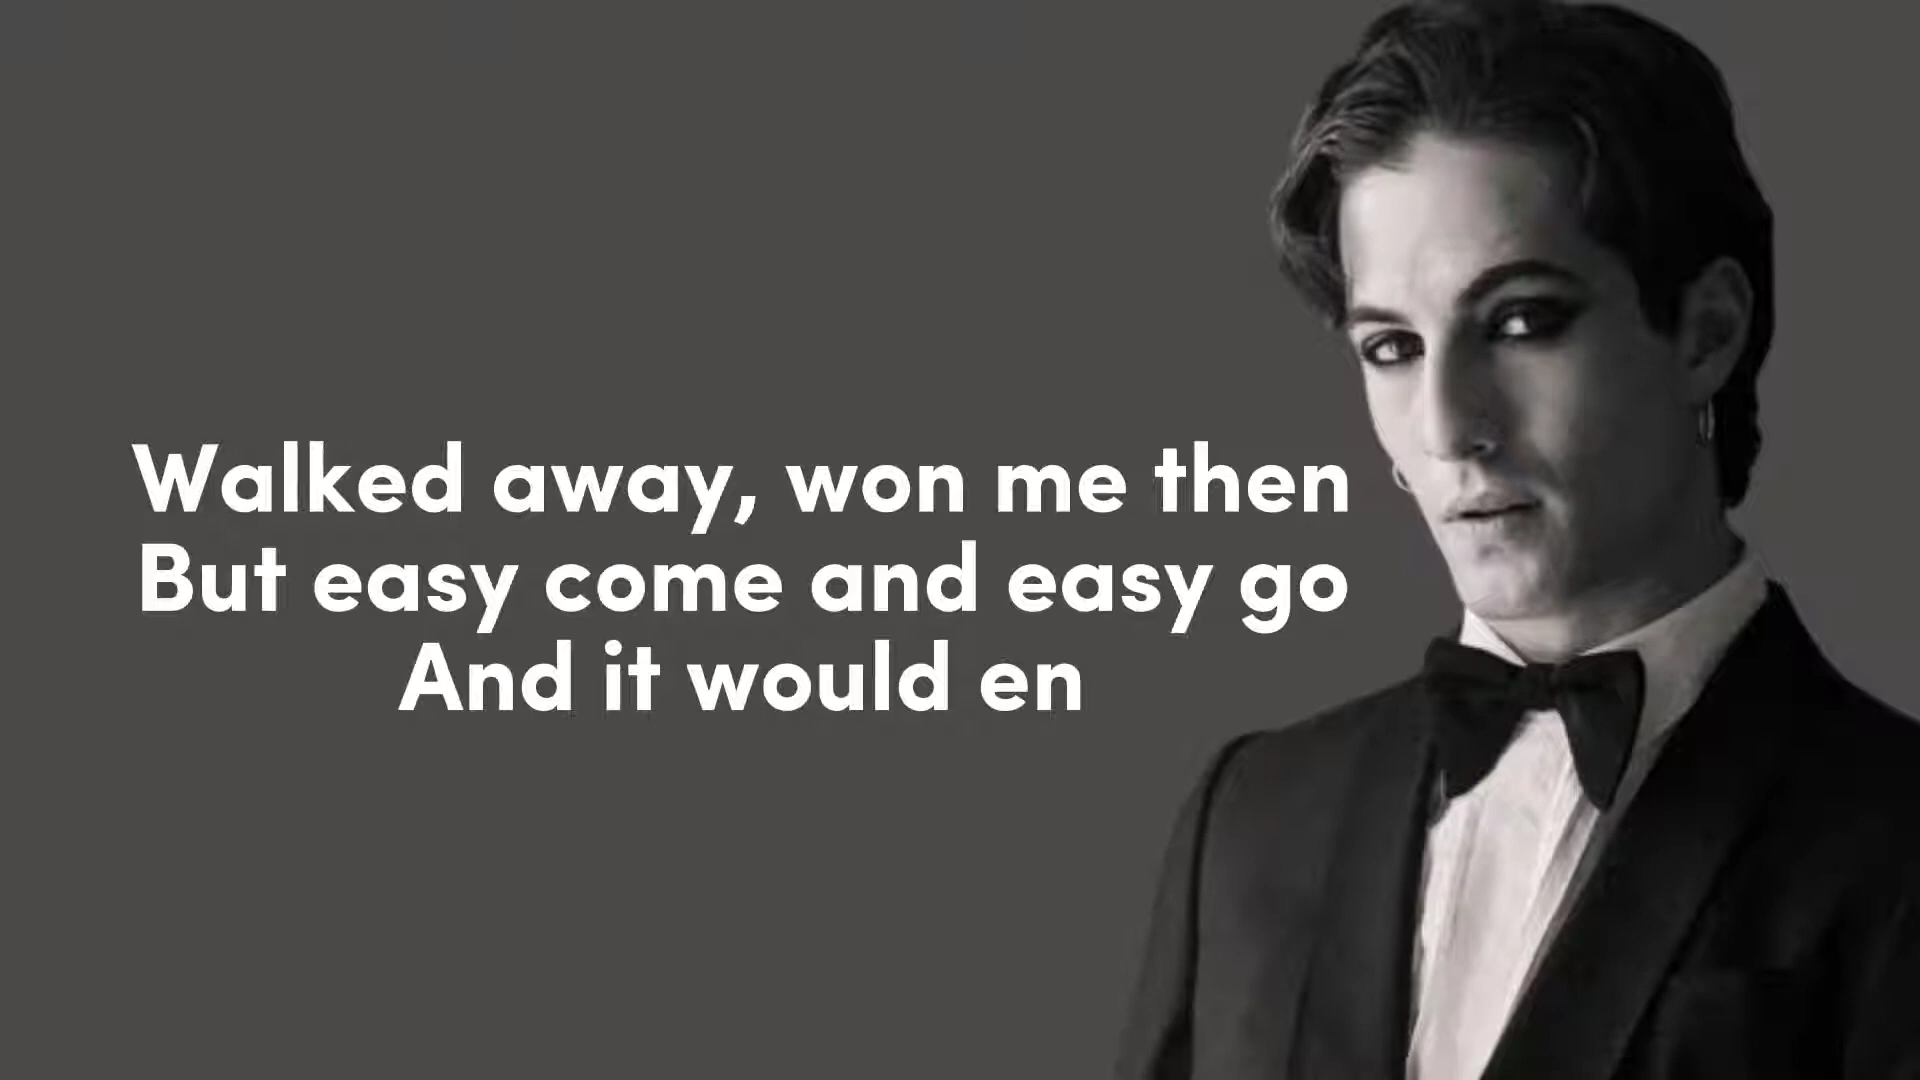 Walked away, won me then
But easy come and easy go
And it would en